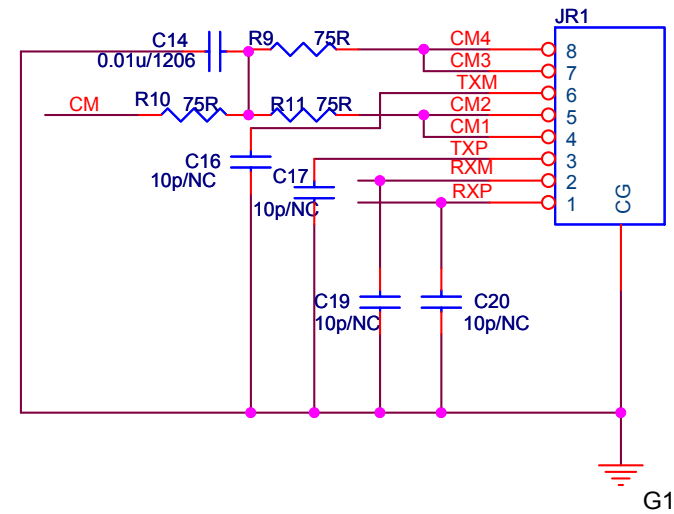 JR1
C14
R9
75R
CM4
8
0.01u/1206
CM3
7
TXM
6
CM
R10
75R
R11
75R
CM2
5
CM1
4
TXP
3
C16
10p/NC
C17
10p/NC
RXM
2
RXP
1
CG
C19
10p/NC
C20
10p/NC
G1